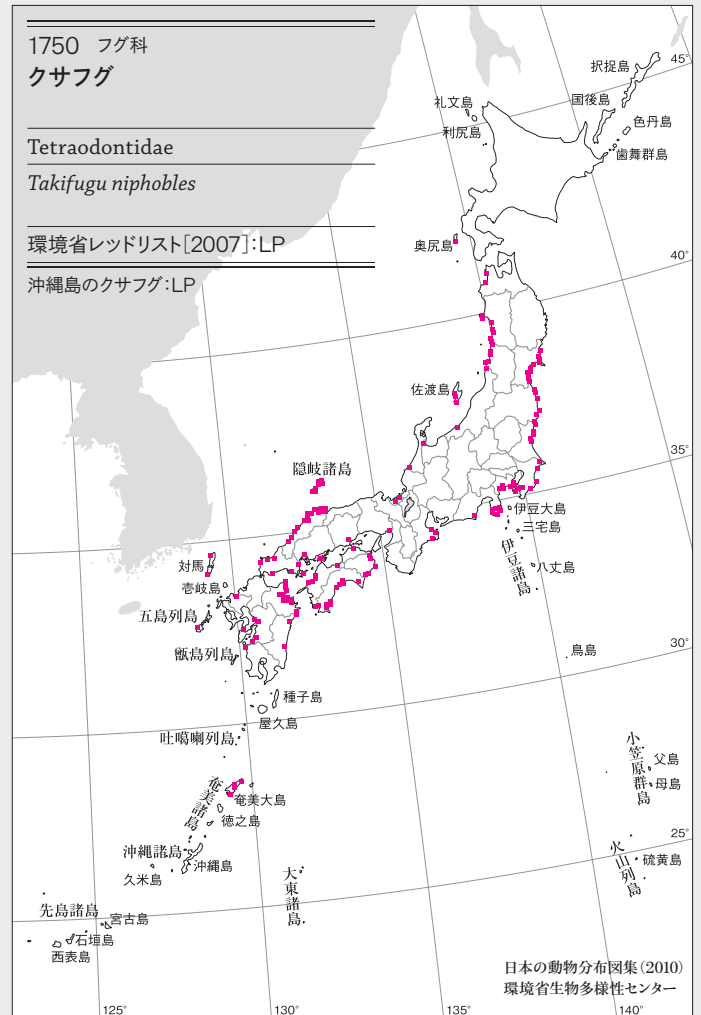 1750 フグ科
クサフグ
Tetraodontidae
Takifugu niphobles
環境省レッドリスト[2007]:LP
沖縄島のクサフグ:LP
択捉島
45°
礼文島
国後島
利尻島
色丹島
歯舞群島
奥尻島
40°
佐渡島
35°
隠岐諸島
伊豆大島
三宅島
対馬
伊豆諸島
八丈島
壱岐島
五島列島
甑島列島
鳥島
30°
種子島
屋久島
吐噶喇列島
小笠原群島
父島
母島
奄美諸島
奄美大島
徳之島
25°
沖縄諸島
沖縄島
火山列島
硫黄島
久米島
大東諸島
先島諸島
宮古島
石垣島
西表島
日本の動物分布図集(2010)
環境省生物多様性センター
125°
130°
135°
140°